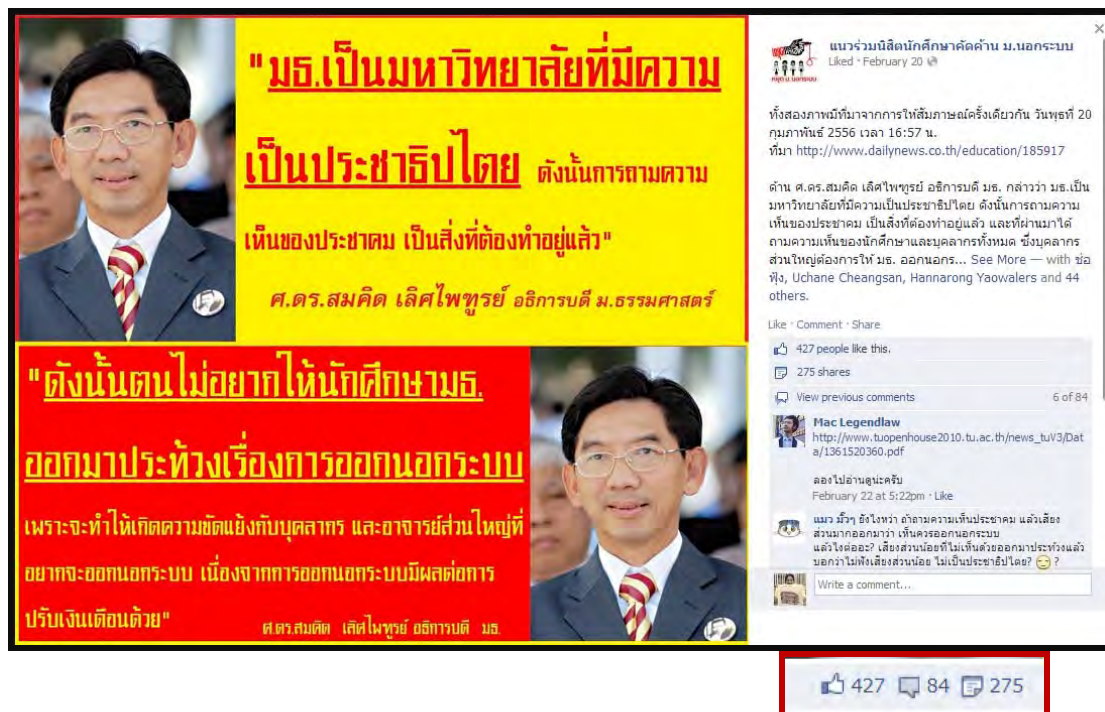 "มธ.เป็นมหาวิทยาลัยที่มีความ
เป็นประชาธิปไตย ดังนั้นการถามความ
เห็นของประชาคม เป็นสิ่งที่ต้องทำอยู่แล้ว"
ศ.ดร.สมคิด เลิศไพฑูรย์ อธิการบดี ม.ธรรมศาสตร์
"ดังนั้นตนไม่อยากให้นักศึกษามธ.
ออกมาประท้วงเรื่องการออกนอกระบบ
เพราะจะทำให้เกิดความขัดแย้งกับบุคลากร และอาจารย์ส่วนใหญ่ที่
อยากจะออกนอกระบบ เนื่องจากการออกนอกระบบมีผลต่อการ
ปรับเงินเดือนด้วย"
ศ.ดร.สมคิด เลิศไพฑูรย์ อธิการบดี มธ.
แนวร่วมนิสิตนักศึกษาคัดค้าน ม.นอกระบบ
Liked · February 20
ทั้งสองภาพมีที่มาจากการให้สัมภาษณ์ครั้งเดียวกัน วันพุธที่ 20
กุมภาพันธ์ 2556 เวลา 16:57 น.
ที่มา http://www.dailynews.co.th/education/185917
ด้าน ศ.ดร.สมคิด เลิศไพฑูรย์ อธิการบดี มธ. กล่าวว่า มธ.เป็น
มหาวิทยาลัยที่มีความเป็นประชาธิปไตย ดังนั้นการถามความ
เห็นของประชาคม เป็นสิ่งที่ต้องทำอยู่แล้ว และที่ผ่านมาได้
ถามความเห็นของนักศึกษาและบุคลากรทั้งหมด ซึ่งบุคลากร
ส่วนใหญ่ต้องการให้ มธ. ออกนอกร... See More — with ช่อ
ฟุ้ง, Uchane Cheangsan, Hannarong Yaowalers and 44
others.
Like · Comment · Share
427 people like this.
275 shares
View previous comments 6 of 84
Mac Legendlaw
http://www.tuopenhouse2010.tu.ac.th/news_tuV3/Dat
a/1361520360.pdf
ลองไปอ่านดูน่ะครับ
February 22 at 5:22pm · Like
แมว มั๊วๆ ยังไงหว่า ถ้าถามความเห็นประชาคม แล้วเสียง
ส่วนมากออกมาว่า เห็นควรออกนอกระบบ
แล้วไงต่ออะ? เสียงส่วนน้อยที่ไม่เห็นด้วยออกมาประท้วงแล้ว
บอกว่าไม่ฟังเสียงส่วนน้อย ไม่เป็นประชาธิปไตย? ?
Write a comment...
427 84 275